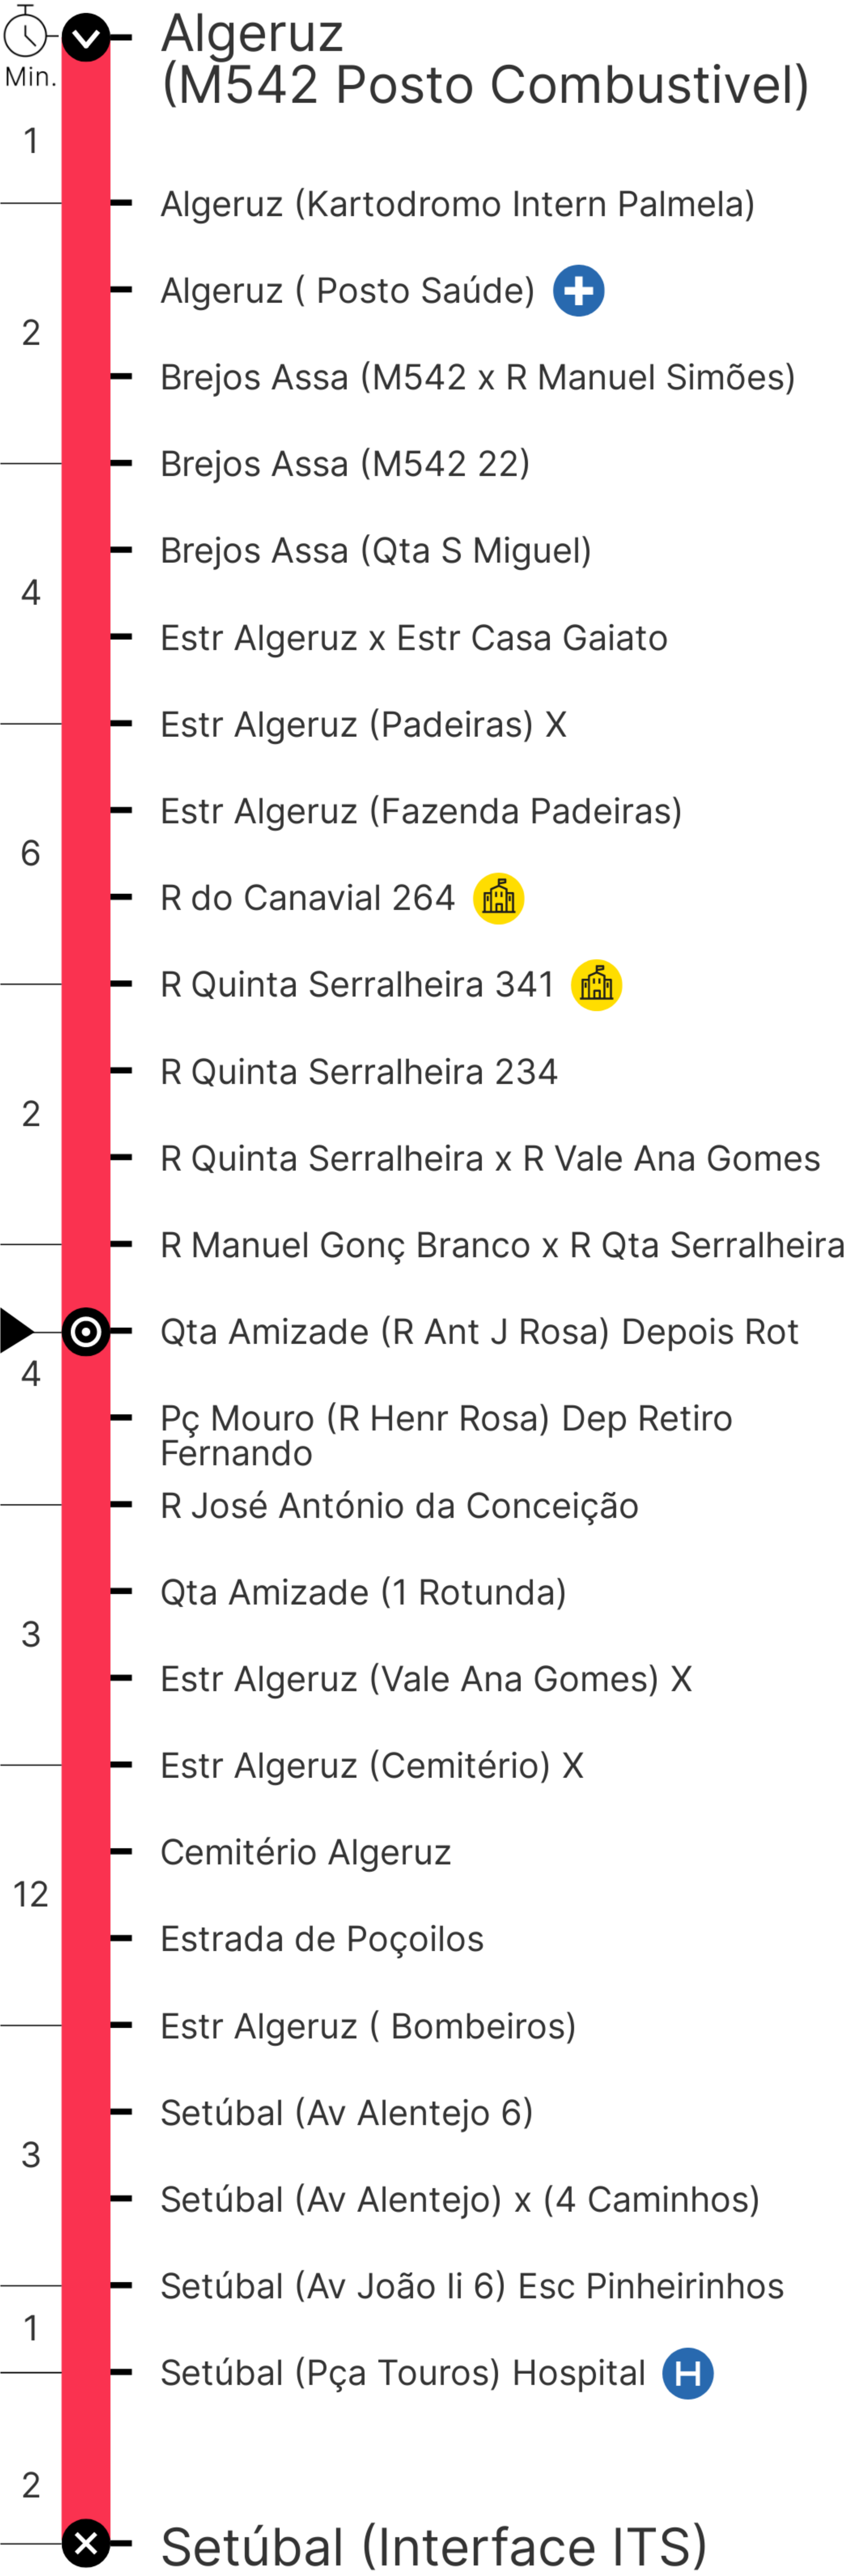 Algeruz
(M542 Posto Combustivel)
Min.
1
Algeruz (Kartodromo Intern Palmela)
Algeruz ( Posto Saúde)
2
Brejos Assa (M542 x R Manuel Simões)
Brejos Assa (M542 22)
Brejos Assa (Qta S Miguel)
4
Estr Algeruz x Estr Casa Gaiato
Estr Algeruz (Padeiras) X
Estr Algeruz (Fazenda Padeiras)
6
R do Canavial 264
R Quinta Serralheira 341
R Quinta Serralheira 234
2
R Quinta Serralheira x R Vale Ana Gomes
R Manuel Gonç Branco x R Qta Serralheira
Qta Amizade (R Ant J Rosa) Depois Rot
4
Pç Mouro (R Henr Rosa) Dep Retiro
Fernando
R José António da Conceição
Qta Amizade (1 Rotunda)
3
Estr Algeruz (Vale Ana Gomes) X
Estr Algeruz (Cemitério) X
Cemitério Algeruz
12
Estrada de Poçoilos
Estr Algeruz ( Bombeiros)
Setúbal (Av Alentejo 6)
3
Setúbal (Av Alentejo) x (4 Caminhos)
Setúbal (Av João Ii 6) Esc Pinheirinhos
1
Setúbal (Pça Touros) Hospital H
2
Setúbal (Interface ITS)